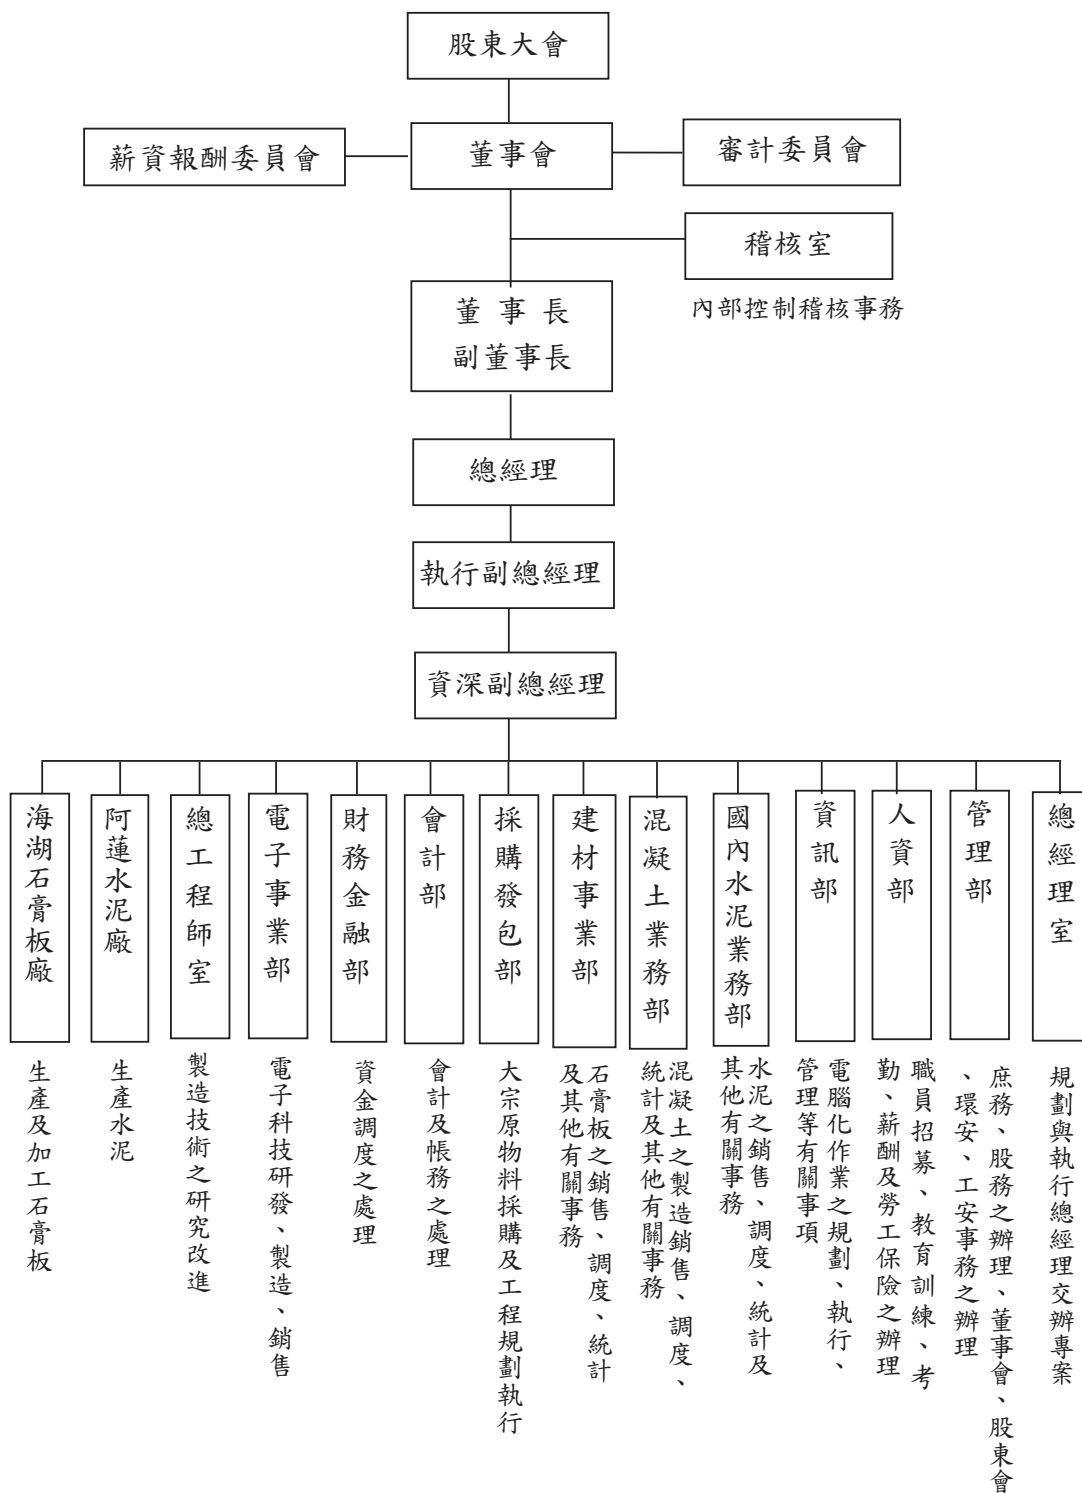 股東大會
薪資報酬委員會
董事會
審計委員會
稽核室
內部控制稽核事務
董事長
副董事長
總經理
執行副總經理
資深副總經理
海湖石膏板廠
阿蓮水泥廠
總工程師室
電子事業部
財務金融部
會計部
採購發包部
建材事業部
混凝土業務部
國內水泥業務部
資訊部
人資部
管理部
總經理室
生產及加工石膏板
生產水泥
製造技術之研究改進
電子科技研發、製造、銷售
資金調度之處理
會計及帳務之處理
大宗原物料採購及工程規劃執行
石膏板之銷售、調度、統計
及其他有關事務
混凝土之製造銷售、調度、
統計及其他有關事務
水泥之銷售、調度、統計及
其他有關事務
電腦化作業之規劃、執行、
管理等有關事項
職員招募、教育訓練、考
勤、薪酬及勞工保險之辦理
庶務、股務之辦理、董事會、股東會
、環安、工安事務之辦理
規劃與執行總經理交辦專案